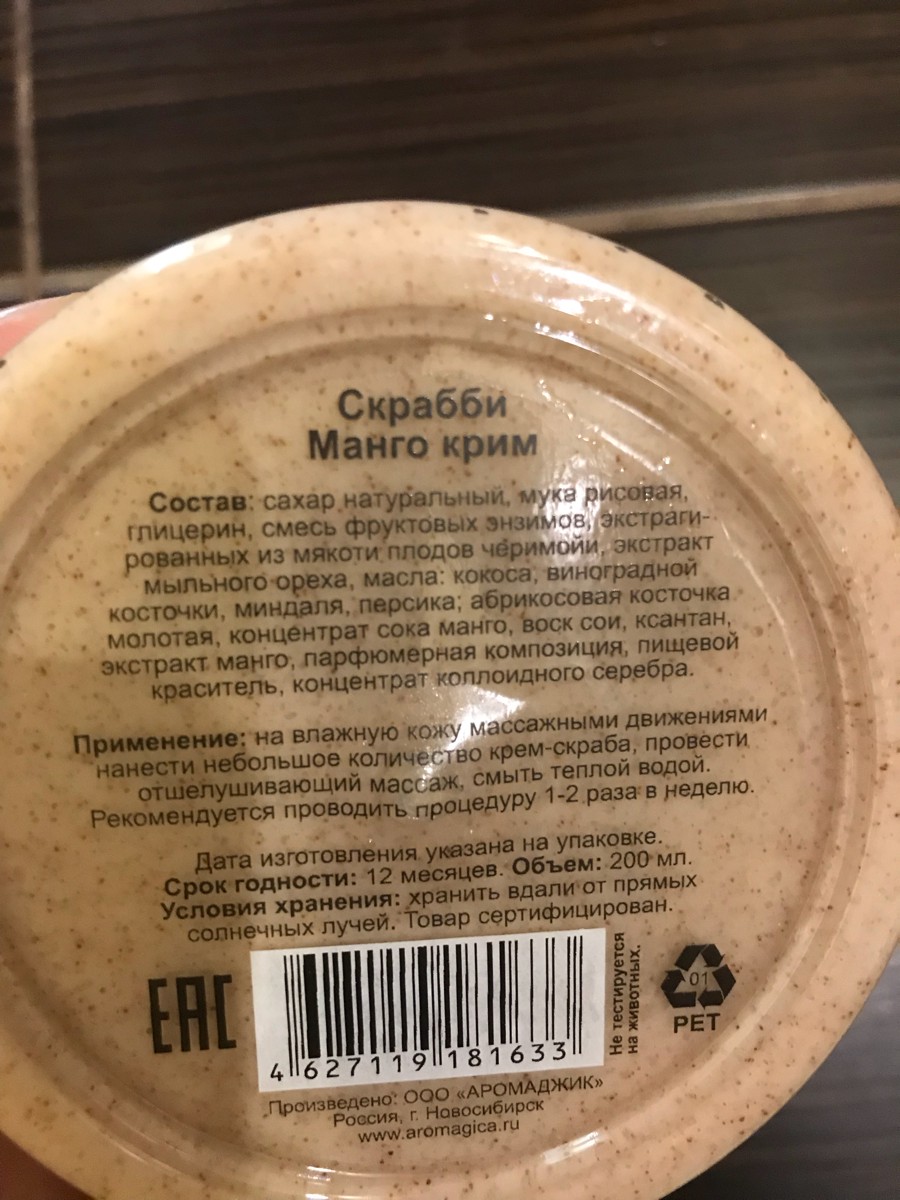 Скрабби
Манго крим
Состав: сахар натуральный, мука рисовая,
глицерин, смесь фруктовых энзимов, экстраги-
рованных из мякоти плодов черимойи, экстракт
мыльного ореха, масла: кокоса, виноградной
косточки, миндаля, персика; абрикосовая косточка
молотая, концентрат сока манго, воск сои, ксантан,
экстракт манго, парфюмерная композиция, пищевой
краситель, концентрат коллоидного серебра.
Применение: на влажную кожу массажными движениями
нанести небольшое количество крем-скраба, провести
отшелушивающий массаж, смыть теплой водой.
Рекомендуется проводить процедуру 1-2 раза в неделю.
Дата изготовления указана на упаковке.
Срок годности: 12 месяцев. Объем: 200 мл.
Условия хранения: хранить вдали от прямых
солнечных лучей. Товар сертифицирован.
EAC
4 627119 181633
Не тестируется
на животных.
01
PET
Произведено: ООО «АРОМАДЖИК»
Россия, г. Новосибирск
www.aromagica.ru